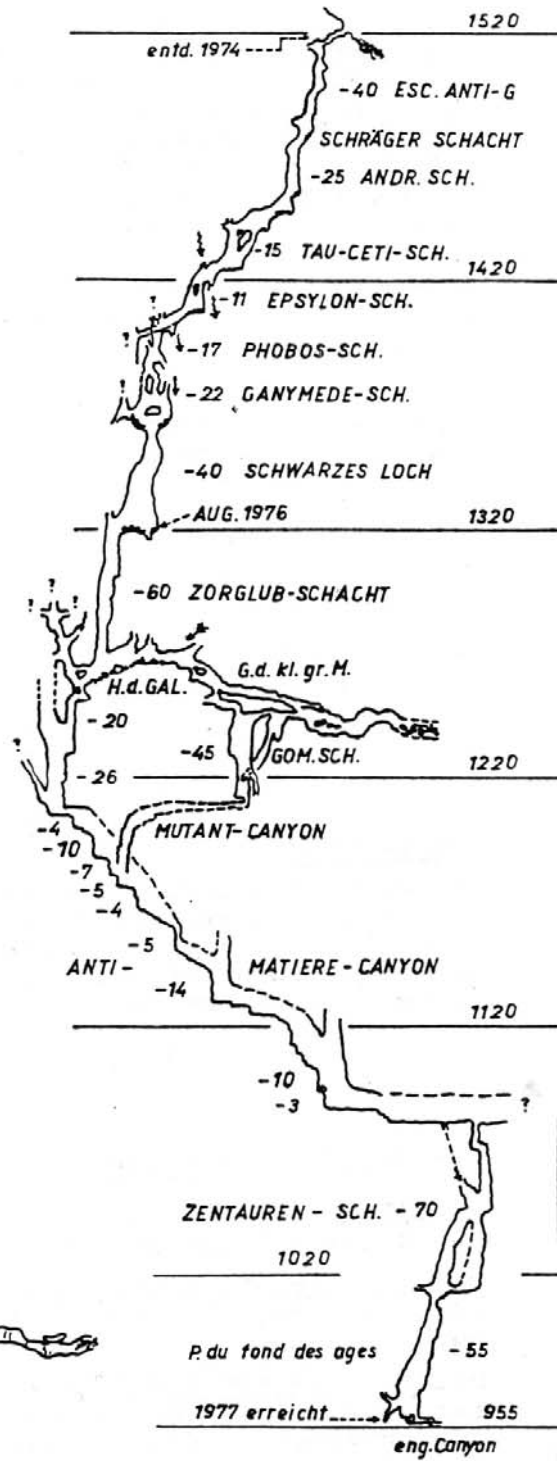 1520
entd. 1974
-40 ESC. ANTI-G
SCHRÄGER SCHACHT
-25 ANDR. SCH.
-15 TAU-CETI-SCH.
1420
-11 EPSYLON-SCH.
?
?
-17 PHOBOS-SCH.
?
-22 GANYMEDE-SCH.
-40 SCHWARZES LOCH
AUG. 1976
1320
-60 ZORGLUB-SCHACHT
?
?
?
G.d. kl. gr. M.
H.d. GAL.
-20
-45
GOM. SCH.
?
-26
1220
-4
MUTANT-CANYON
-10
-7
-5
-4
-5
ANTI-
MATIERE-CANYON
-14
1120
-10
-3
?
ZENTAUREN-SCH. -70
1020
P. du fond des ages
-55
1977 erreicht
955
eng. Canyon